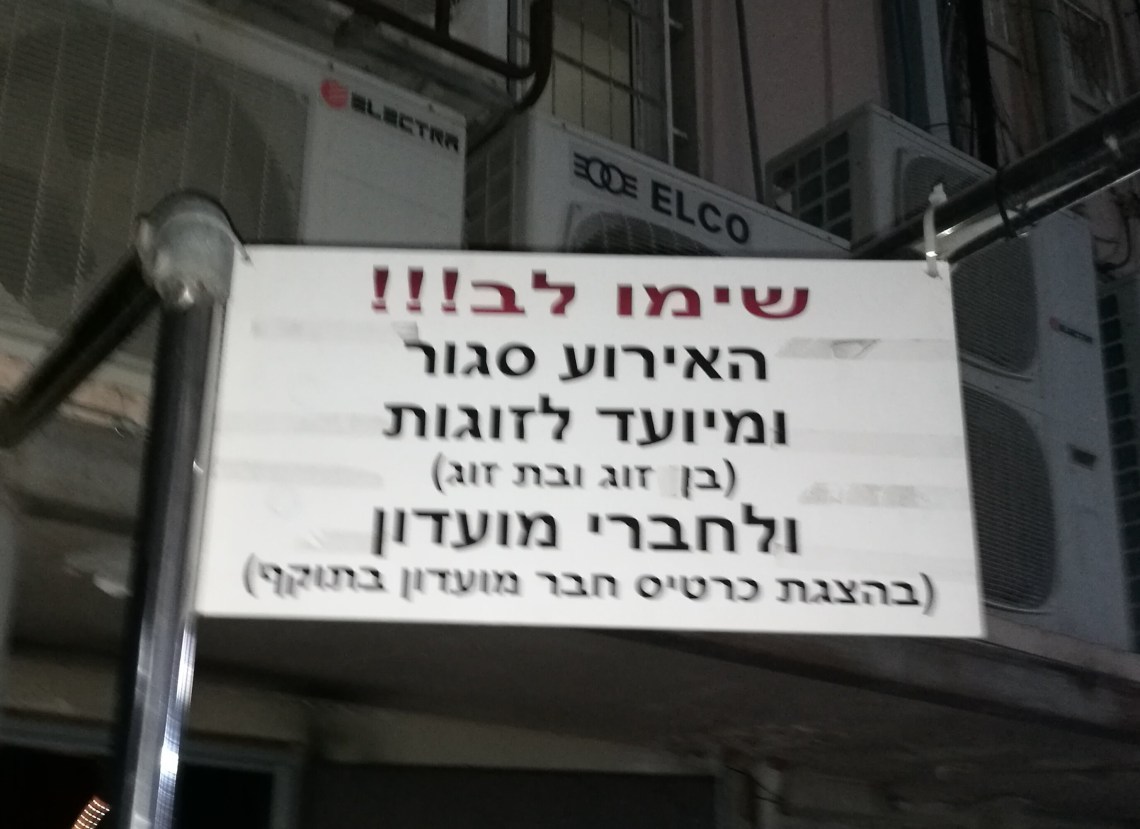 ELECTRA
ELCO
שימו לב!!!
האירוע סגור
ומיועד לזוגות
(בן זוג ובת זוג)
ולחברי מועדון
(בהצגת כרטיס חבר מועדון בתוקף)